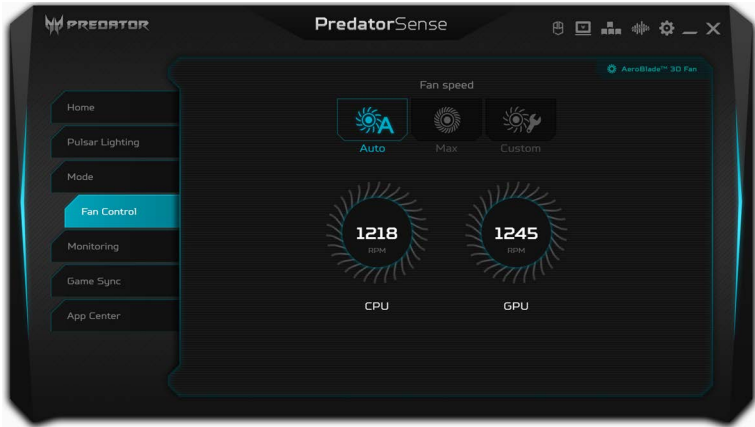 PREDATOR
PredatorSense
AeroBlade™ 3D Fan
Fan speed
Home
Pulsar Lighting
Mode
Fan Control
Monitoring
Game Sync
App Center
A
Auto
Max
Custom
1218
RPM
CPU
1245
RPM
GPU